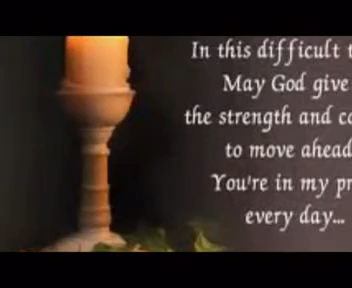 In this difficult
May God give
the strength and
to move ahead
You're in my
every day...